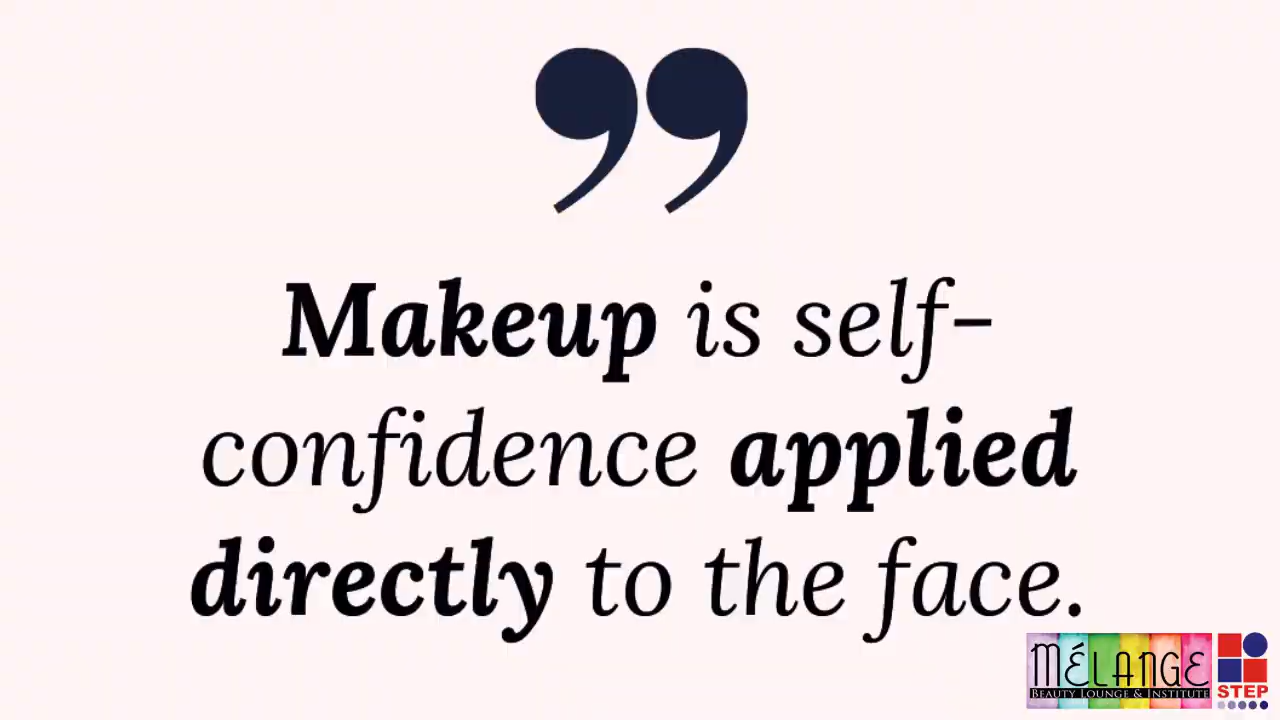 ”
Makeup is self-
confidence applied
directly to the face.
MÉLANGE
BEAUTY LOUNGE & INSTITUTE
STEP